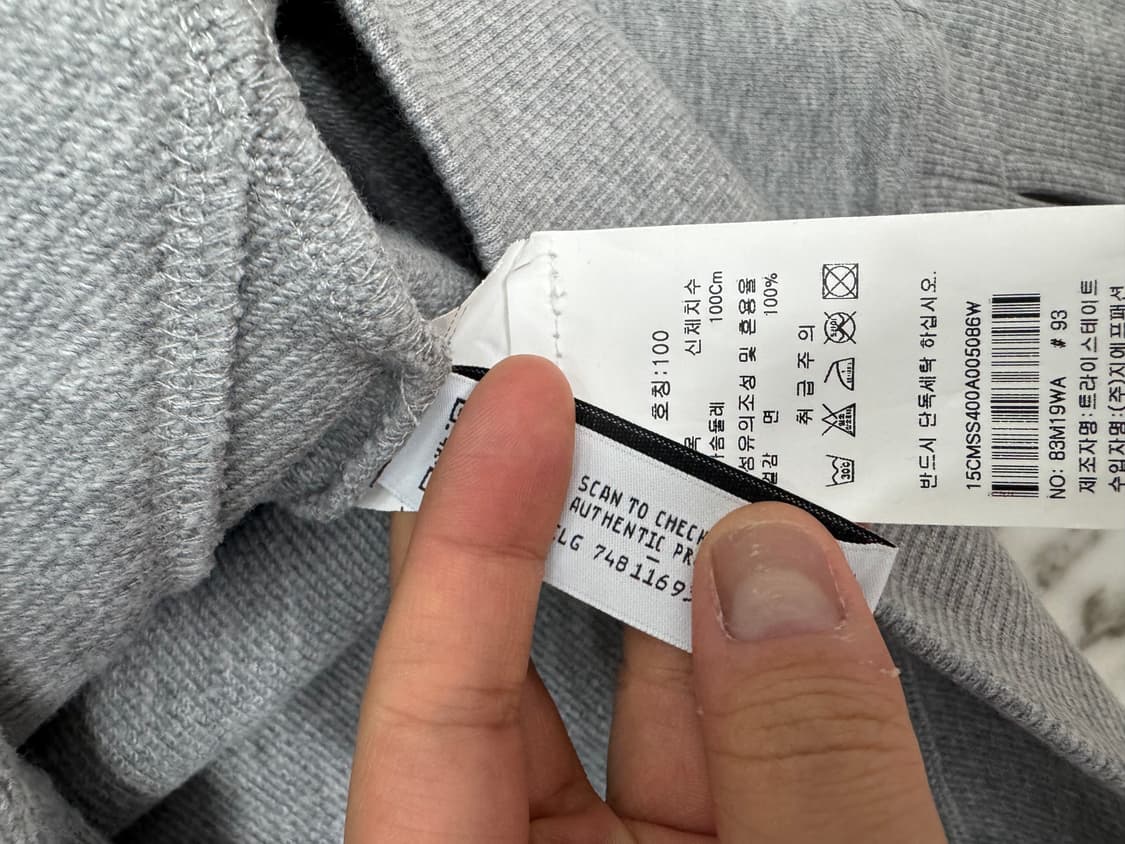 호칭:100
신체치수
가슴둘레 100Cm
섬유의조성 및 혼용율
겉감 면 100%
취 급 주 의
30℃
반드시 단독세탁 하십시오.
15CMSS400A005086W
NO: 83M19WA # 93
제조자명:트라이스테이트
수입자명:(주)지에프패션
SCAN TO CHECK
AUTHENTIC
CLG 7481169